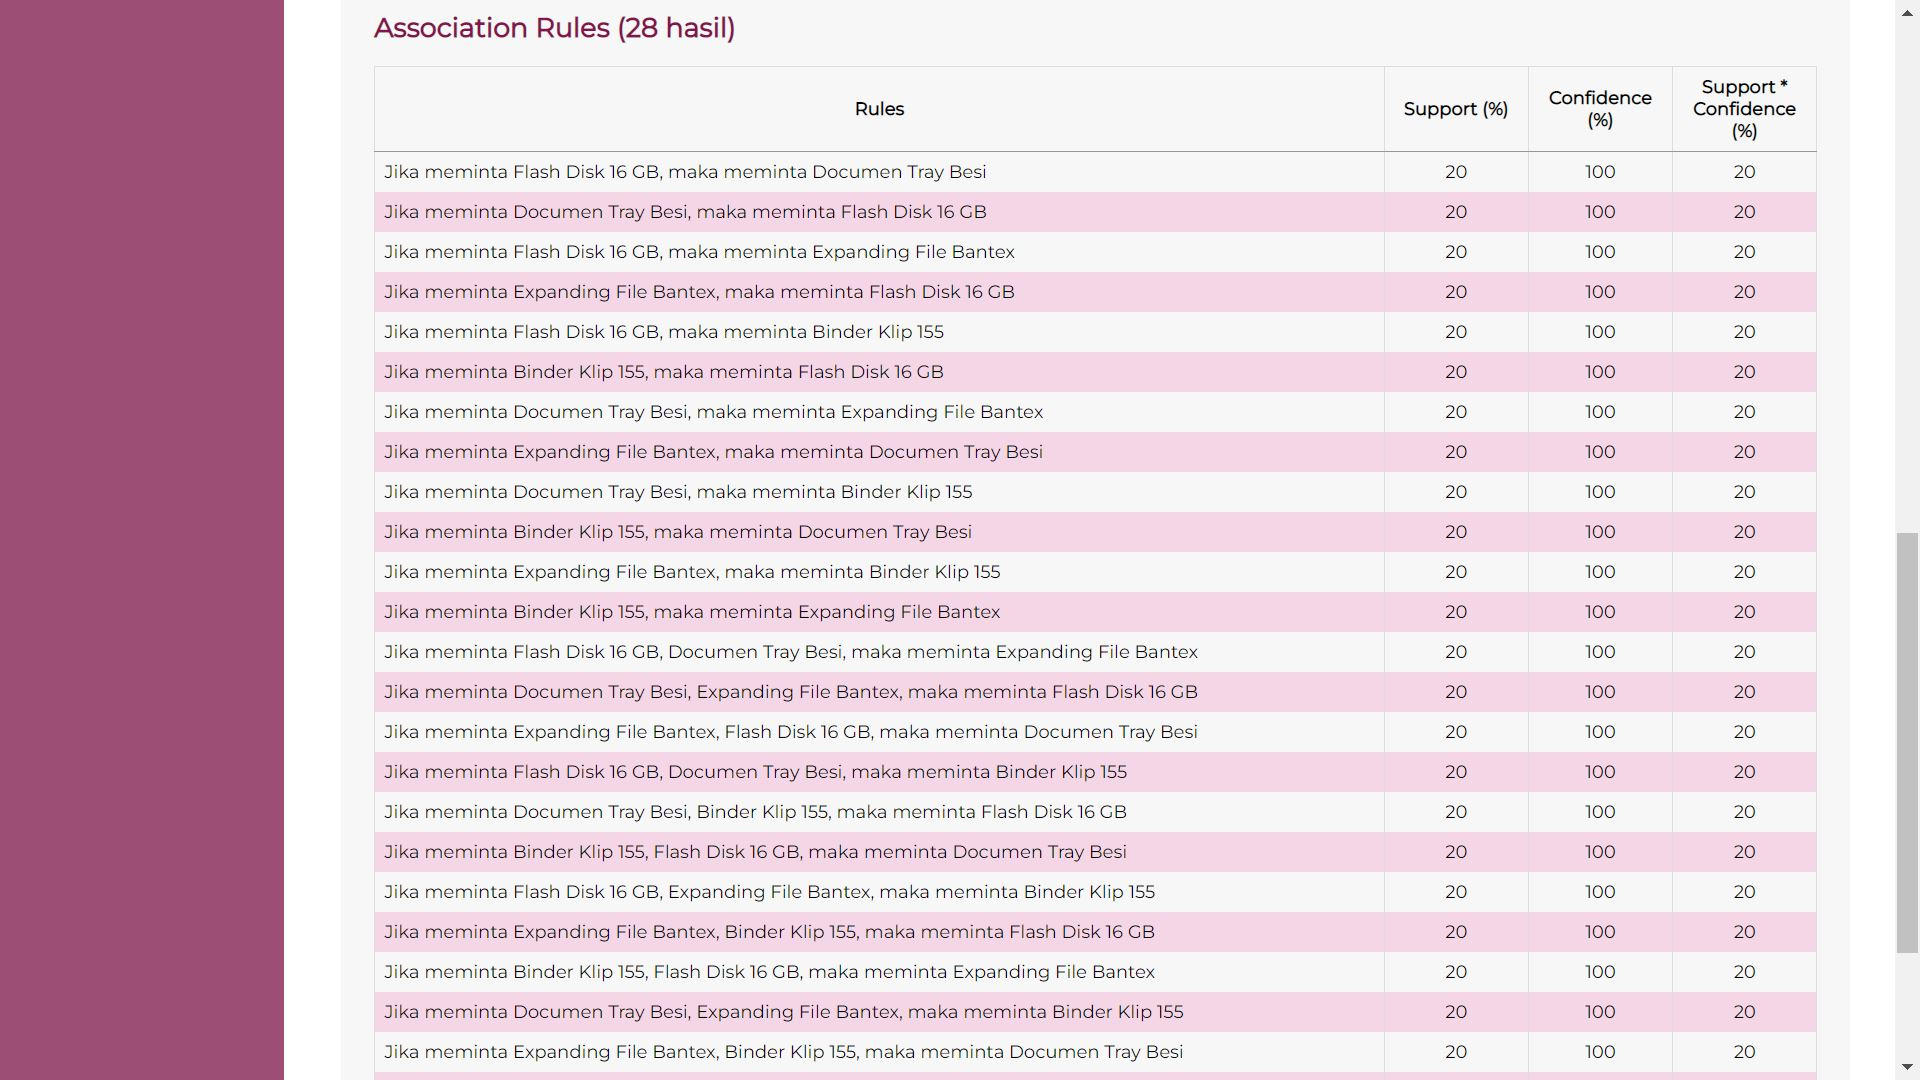 Association Rules (28 hasil)
Rules Support (%) Confidence (%) Support * Confidence (%)
Jika meminta Flash Disk 16 GB, maka meminta Documen Tray Besi 20 100 20
Jika meminta Documen Tray Besi, maka meminta Flash Disk 16 GB 20 100 20
Jika meminta Flash Disk 16 GB, maka meminta Expanding File Bantex 20 100 20
Jika meminta Expanding File Bantex, maka meminta Flash Disk 16 GB 20 100 20
Jika meminta Flash Disk 16 GB, maka meminta Binder Klip 155 20 100 20
Jika meminta Binder Klip 155, maka meminta Flash Disk 16 GB 20 100 20
Jika meminta Documen Tray Besi, maka meminta Expanding File Bantex 20 100 20
Jika meminta Expanding File Bantex, maka meminta Documen Tray Besi 20 100 20
Jika meminta Documen Tray Besi, maka meminta Binder Klip 155 20 100 20
Jika meminta Binder Klip 155, maka meminta Documen Tray Besi 20 100 20
Jika meminta Expanding File Bantex, maka meminta Binder Klip 155 20 100 20
Jika meminta Binder Klip 155, maka meminta Expanding File Bantex 20 100 20
Jika meminta Flash Disk 16 GB, Documen Tray Besi, maka meminta Expanding File Bantex 20 100 20
Jika meminta Documen Tray Besi, Expanding File Bantex, maka meminta Flash Disk 16 GB 20 100 20
Jika meminta Expanding File Bantex, Flash Disk 16 GB, maka meminta Documen Tray Besi 20 100 20
Jika meminta Flash Disk 16 GB, Documen Tray Besi, maka meminta Binder Klip 155 20 100 20
Jika meminta Documen Tray Besi, Binder Klip 155, maka meminta Flash Disk 16 GB 20 100 20
Jika meminta Binder Klip 155, Flash Disk 16 GB, maka meminta Documen Tray Besi 20 100 20
Jika meminta Flash Disk 16 GB, Expanding File Bantex, maka meminta Binder Klip 155 20 100 20
Jika meminta Expanding File Bantex, Binder Klip 155, maka meminta Flash Disk 16 GB 20 100 20
Jika meminta Binder Klip 155, Flash Disk 16 GB, maka meminta Expanding File Bantex 20 100 20
Jika meminta Documen Tray Besi, Expanding File Bantex, maka meminta Binder Klip 155 20 100 20
Jika meminta Expanding File Bantex, Binder Klip 155, maka meminta Documen Tray Besi 20 100 20